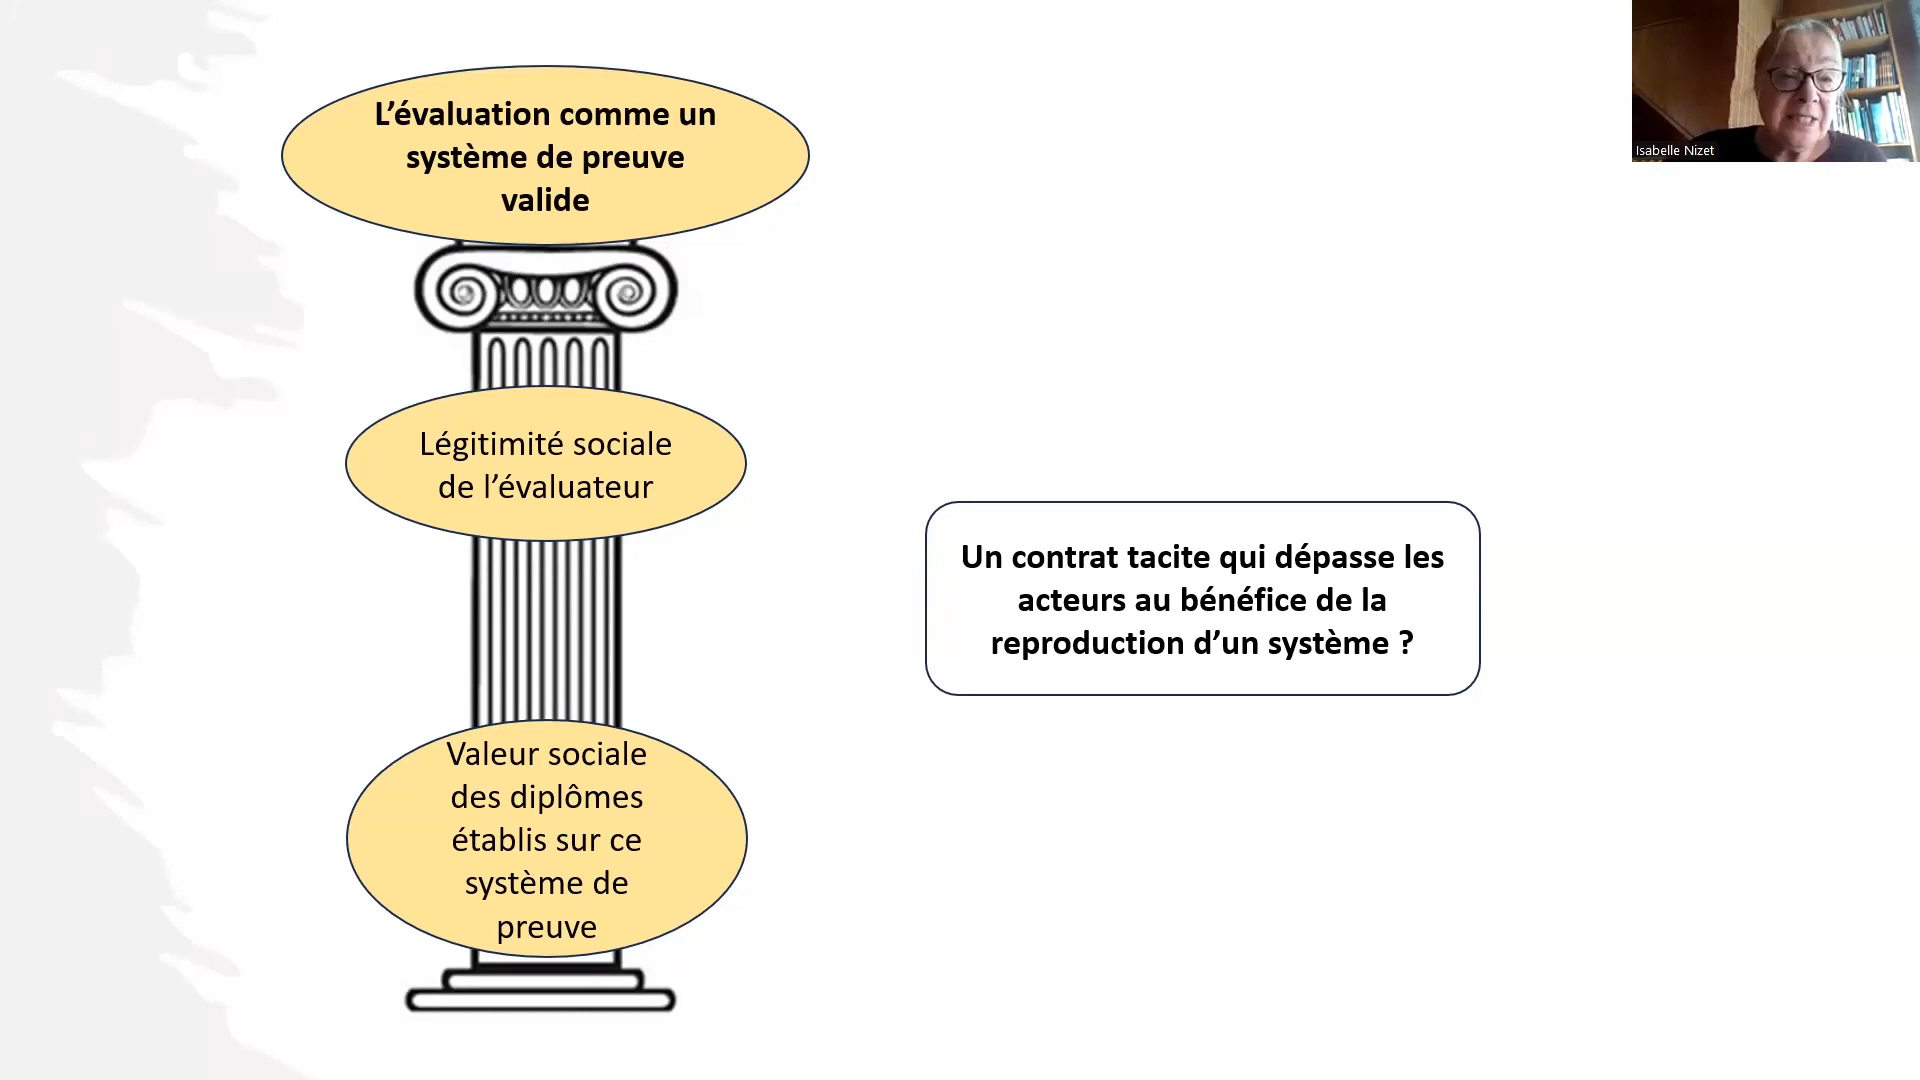 L’évaluation comme un
système de preuve
valide
Légitimité sociale
de l’évaluateur
Valeur sociale
des diplômes
établis sur ce
système de
preuve
Un contrat tacite qui dépasse les
acteurs au bénéfice de la
reproduction d’un système ?
Isabelle Nizet